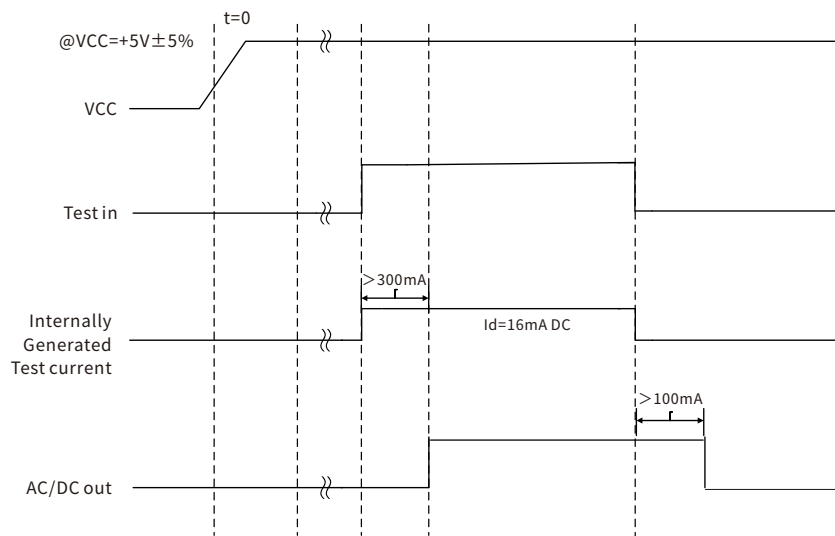 t=0
@VCC=+5V±5%
VCC
Test in
>300mA
r
Internally
Generated
Test current
Id=16mA DC
>100mA
r
AC/DC out